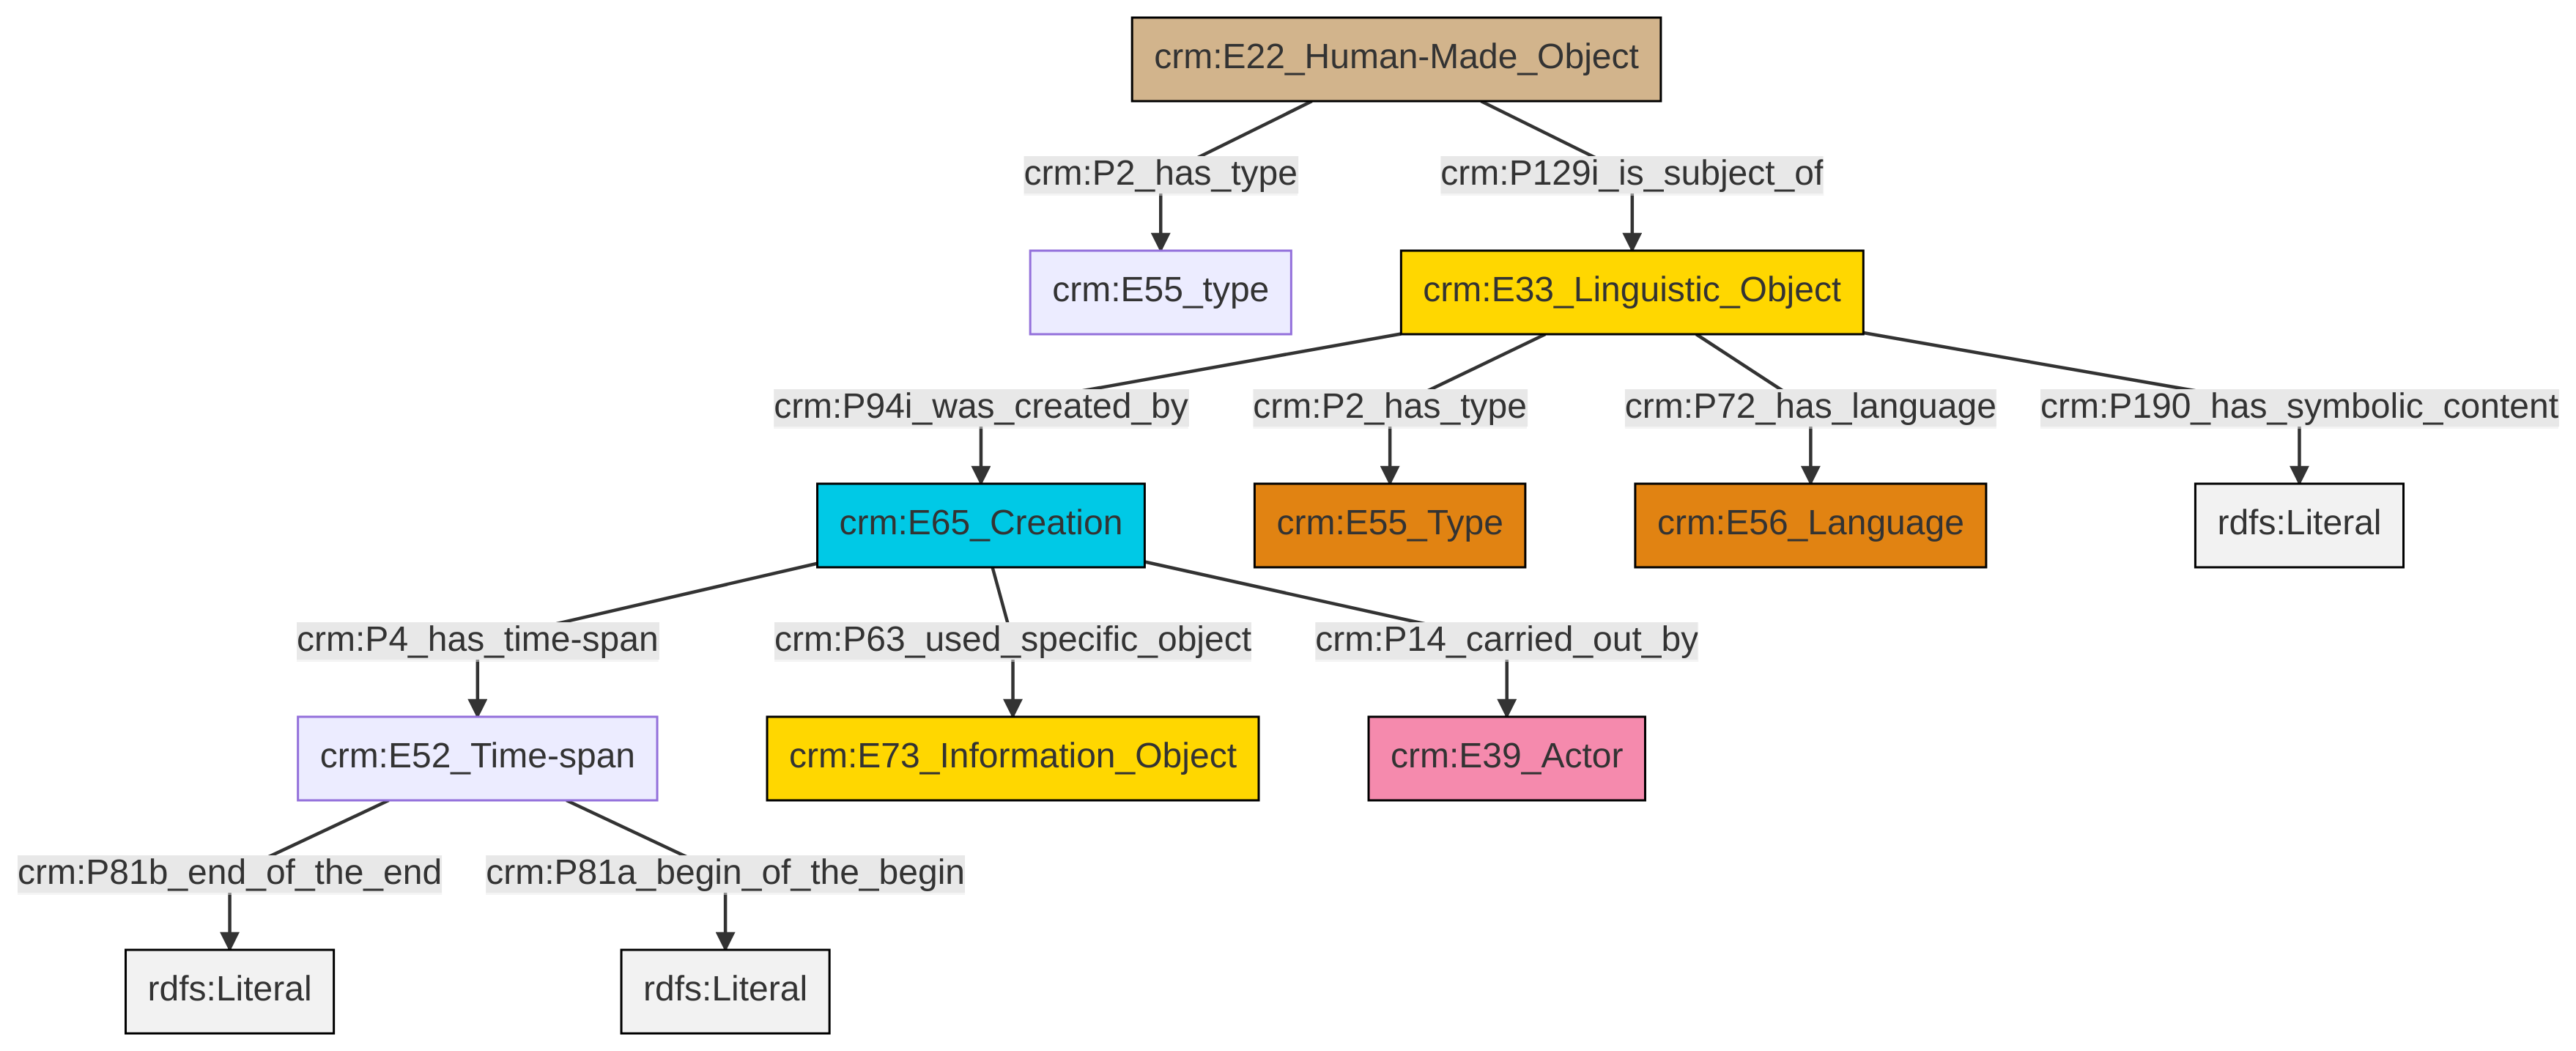 crm:E22_Human-Made_Object
crm:P2_has_type
crm:P129i_is_subject_of
crm:E55_type
crm:E33_Linguistic_Object
crm:P94i_was_created_by
crm:P2_has_type
crm:P72_has_language
crm:P190_has_symbolic_content
crm:E65_Creation
crm:E55_Type
crm:E56_Language
rdfs:Literal
crm:P4_has_time-span
crm:P63_used_specific_object
crm:P14_carried_out_by
crm:E52_Time-span
crm:E73_Information_Object
crm:E39_Actor
crm:P81b_end_of_the_end
crm:P81a_begin_of_the_begin
rdfs:Literal
rdfs:Literal